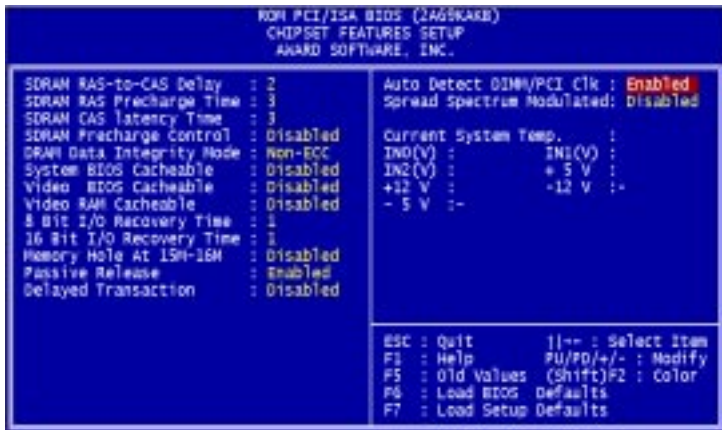 ROM PCI/ISA BIOS (2A69KAKB)
CHIPSET FEATURES SETUP
AWARD SOFTWARE, INC.
SDRAM RAS-to-CAS Delay : 2
SDRAM RAS Precharge Time : 3
SDRAM CAS latency Time : 3
SDRAM Precharge Control : Disabled
DRAM Data Integrity Mode : Non-ECC
System BIOS Cacheable : Disabled
Video BIOS Cacheable : Disabled
Video RAM Cacheable : Disabled
8 Bit I/O Recovery Time : 1
16 Bit I/O Recovery Time : 1
Memory Hole At 15M-16M : Disabled
Passive Release : Enabled
Delayed Transaction : Disabled
Auto Detect DIMM/PCI Clk : Enabled
Spread Spectrum Modulated: Disabled
Current System Temp. :
IN0(V) : IN1(V) :
IN2(V) : + 5 V :
+12 V : -12 V :-
- 5 V :-
ESC : Quit ↑↓→← : Select Item
F1 : Help PU/PD/+/- : Modify
F5 : Old Values (Shift)F2 : Color
F6 : Load BIOS Defaults
F7 : Load Setup Defaults